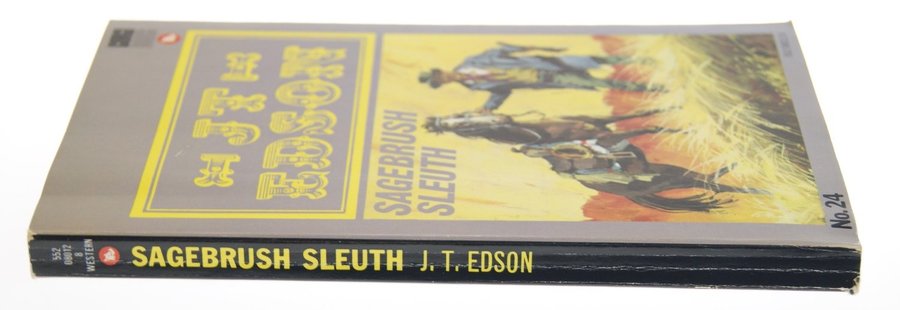 J.T.
EDSON
SAGEBRUSH
SLEUTH
No. 24
552
08012
8
WESTERN
SAGEBRUSH SLEUTH J. T. EDSON